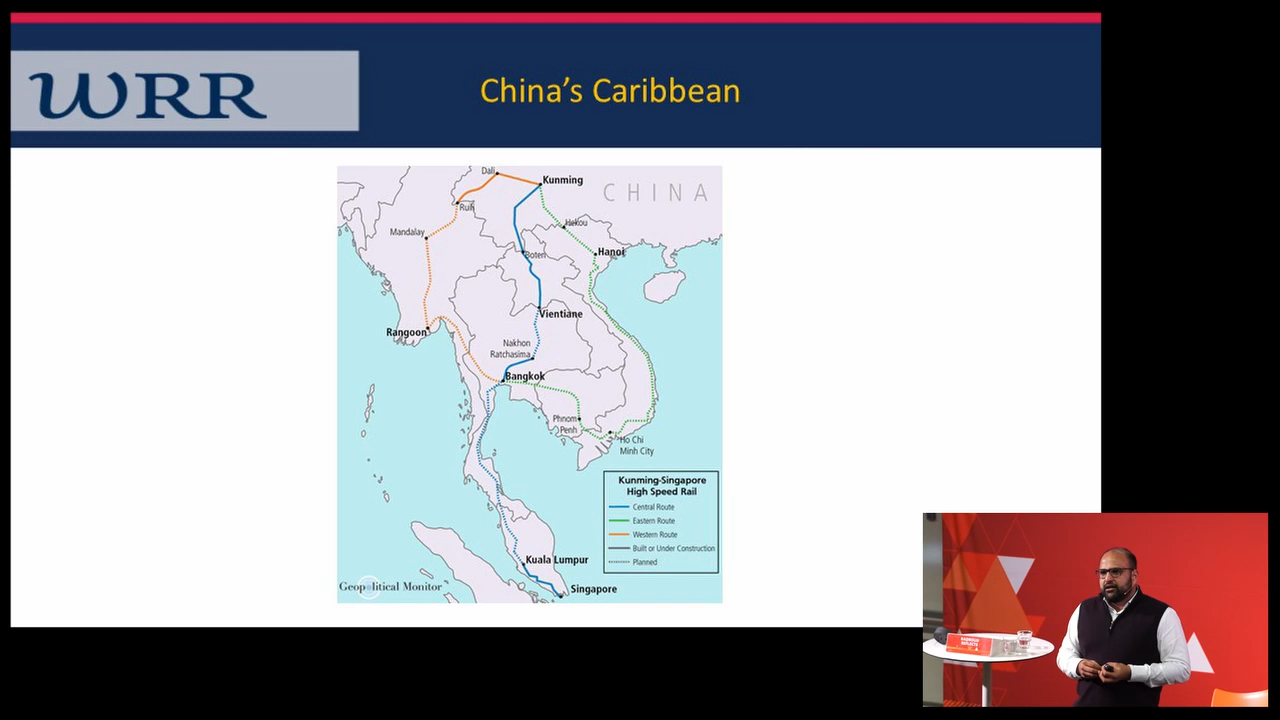 WRR
China's Caribbean
Dali
Kunming
CHINA
Ruili
Hekou
Mandalay
Hanoi
Boten
Vientiane
Rangoon
Nakhon
Ratchasima
Bangkok
Phnom
Penh
Ho Chi
Minh City
Kunming-Singapore
High Speed Rail
Central Route
Eastern Route
Western Route
Built or Under Construction
Planned
Kuala Lumpur
Geopolitical Monitor
Singapore
RADBOUD
REFLECTS